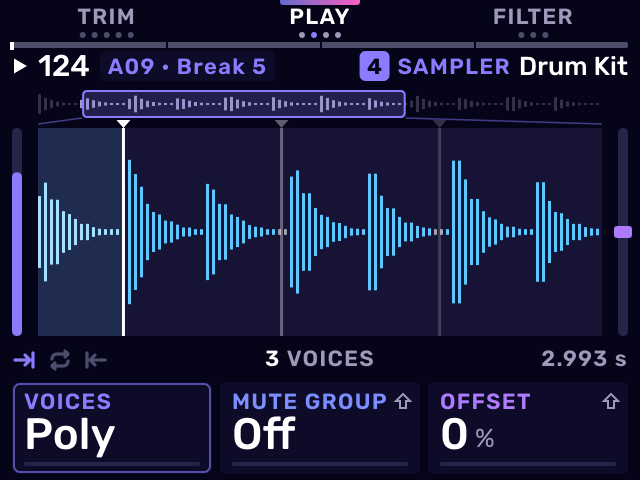 TRIM PLAY FILTER
124 A09 • Break 5 4 SAMPLER Drum Kit
3 VOICES 2.993 s
VOICES MUTE GROUP OFFSET
Poly Off 0 %